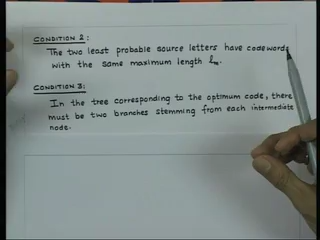 CONDITION 2:
The two least probable source letters have codewords
with the same maximum length lm.
CONDITION 3:
In the tree corresponding to the optimum code, there
must be two branches stemming from each intermediate
node.